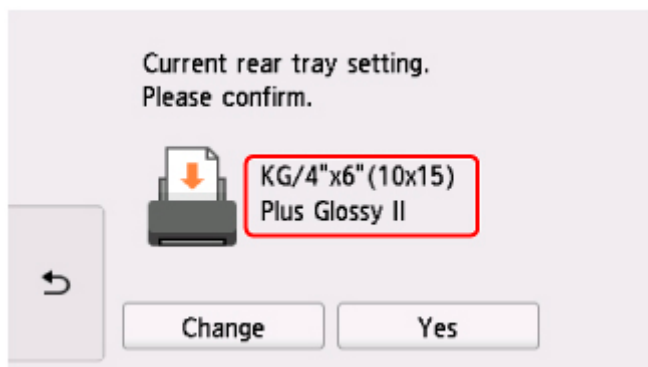 Current rear tray setting.
Please confirm.
KG/4"x6"(10x15)
Plus Glossy II
Change
Yes